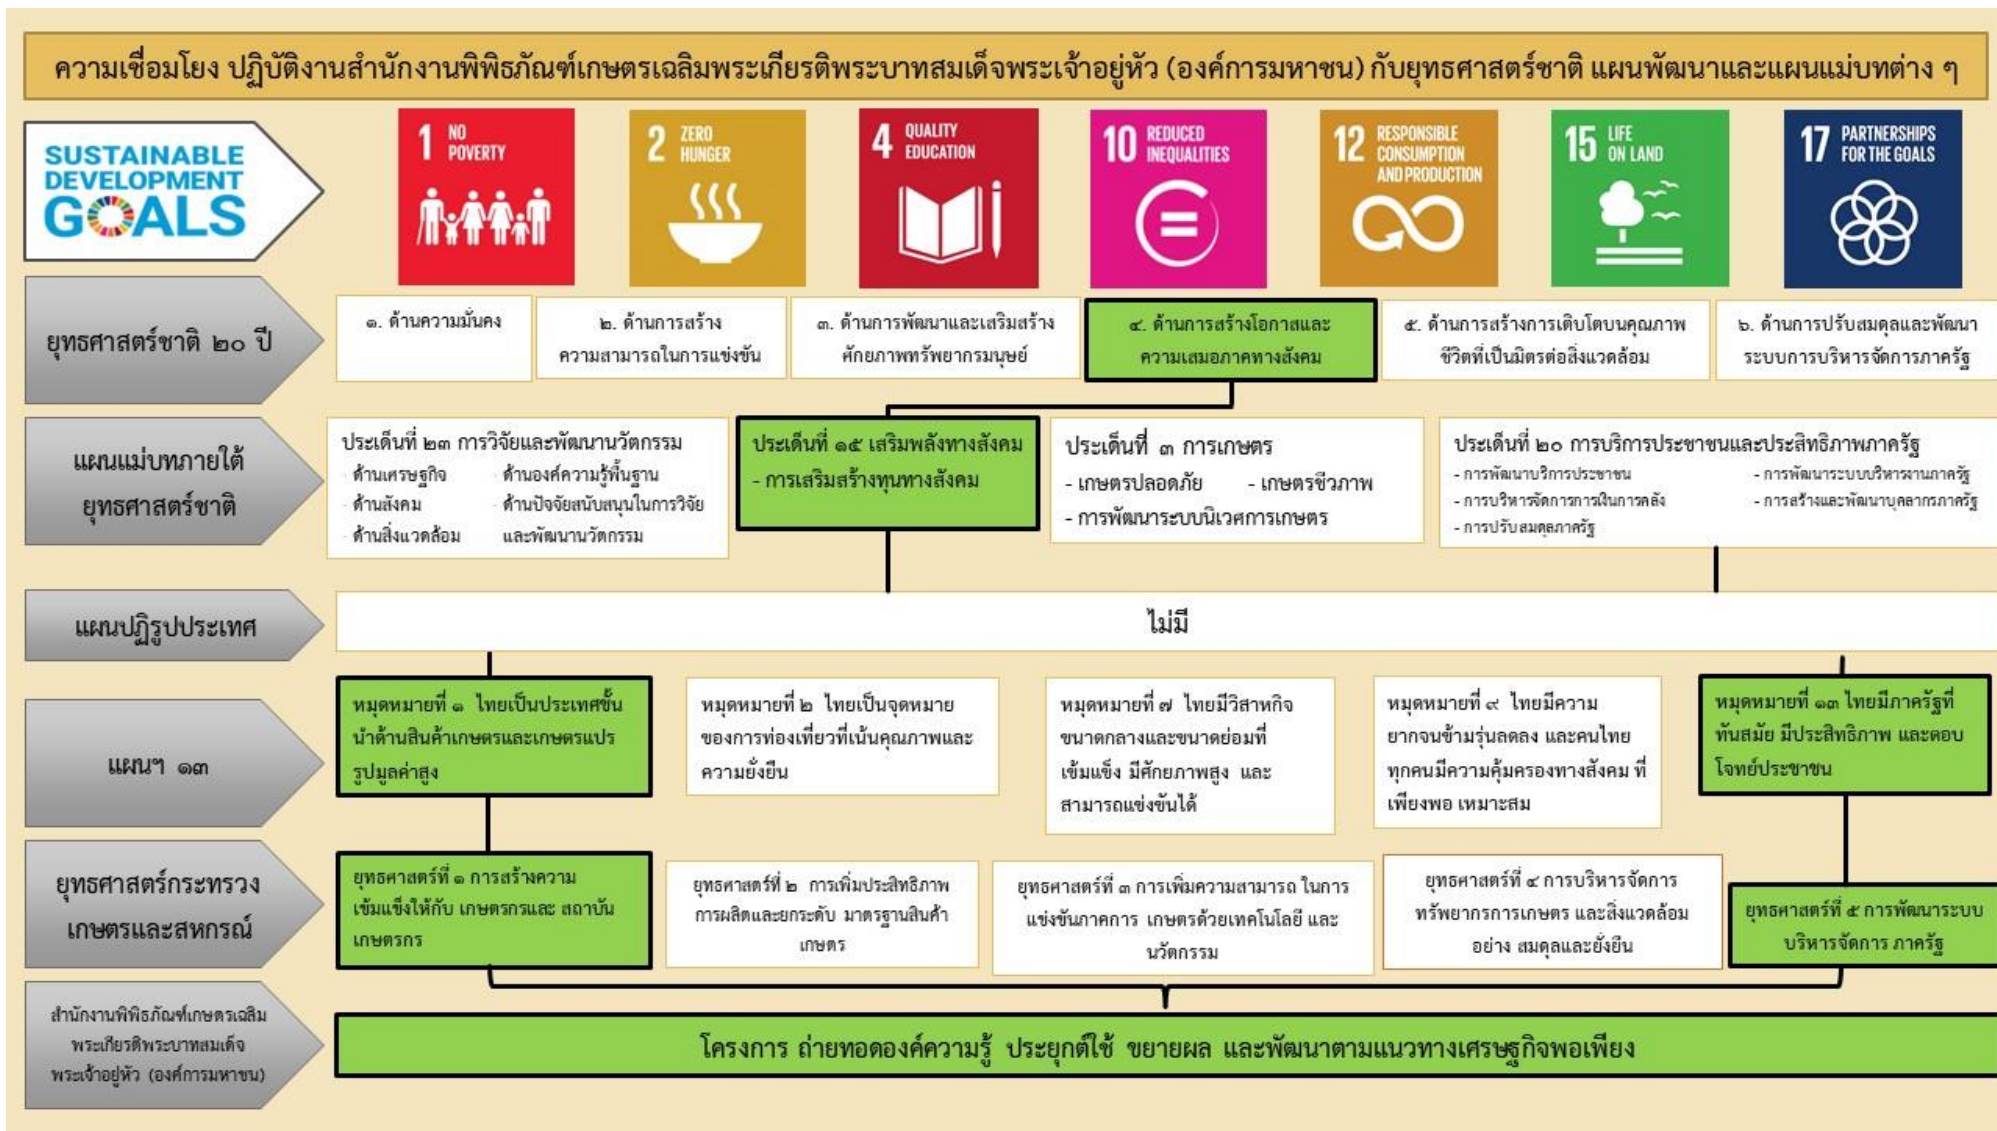 ความเชื่อมโยง ปฏิบัติงานสำนักงานพิพิธภัณฑ์เกษตรเฉลิมพระเกียรติพระบาทสมเด็จพระเจ้าอยู่หัว (องค์การมหาชน) กับยุทธศาสตร์ชาติ แผนพัฒนาและแผนแม่บทต่าง ๆ
SUSTAINABLE
DEVELOPMENT
GOALS
1 NO
POVERTY
2 ZERO
HUNGER
4 QUALITY
EDUCATION
10 REDUCED
INEQUALITIES
12 RESPONSIBLE
CONSUMPTION
AND PRODUCTION
15 LIFE
ON LAND
17 PARTNERSHIPS
FOR THE GOALS
ยุทธศาสตร์ชาติ ๒๐ ปี
๑. ด้านความมั่นคง
๒. ด้านการสร้าง
ความสามารถในการแข่งขัน
๓. ด้านการพัฒนาและเสริมสร้าง
ศักยภาพทรัพยากรมนุษย์
๔. ด้านการสร้างโอกาสและ
ความเสมอภาคทางสังคม
๕. ด้านการสร้างการเติบโตบนคุณภาพ
ชีวิตที่เป็นมิตรต่อสิ่งแวดล้อม
๖. ด้านการปรับสมดุลและพัฒนา
ระบบการบริหารจัดการภาครัฐ
แผนแม่บทภายใต้
ยุทธศาสตร์ชาติ
ประเด็นที่ ๒๓ การวิจัยและพัฒนานวัตกรรม
- ด้านเศรษฐกิจ - ด้านองค์ความรู้พื้นฐาน
- ด้านสังคม - ด้านปัจจัยสนับสนุนในการวิจัย
- ด้านสิ่งแวดล้อม และพัฒนานวัตกรรม
ประเด็นที่ ๑๕ เสริมพลังทางสังคม
- การเสริมสร้างทุนทางสังคม
ประเด็นที่ ๓ การเกษตร
- เกษตรปลอดภัย - เกษตรชีวภาพ
- การพัฒนาระบบนิเวศการเกษตร
ประเด็นที่ ๒๐ การบริการประชาชนและประสิทธิภาพภาครัฐ
- การพัฒนาบริการประชาชน - การพัฒนาระบบบริหารงานภาครัฐ
- การบริหารจัดการการเงินการคลัง - การสร้างและพัฒนาบุคลากรภาครัฐ
- การปรับสมดุลภาครัฐ
แผนปฏิรูปประเทศ
ไม่มี
แผนฯ ๑๓
หมุดหมายที่ ๑ ไทยเป็นประเทศชั้น
นำด้านสินค้าเกษตรและเกษตรแปร
รูปมูลค่าสูง
หมุดหมายที่ ๒ ไทยเป็นจุดหมาย
ของการท่องเที่ยวที่เน้นคุณภาพและ
ความยั่งยืน
หมุดหมายที่ ๗ ไทยมีวิสาหกิจ
ขนาดกลางและขนาดย่อมที่
เข้มแข็ง มีศักยภาพสูง และ
สามารถแข่งขันได้
หมุดหมายที่ ๙ ไทยมีความ
ยากจนข้ามรุ่นลดลง และคนไทย
ทุกคนมีความคุ้มครองทางสังคม ที่
เพียงพอ เหมาะสม
หมุดหมายที่ ๑๓ ไทยมีภาครัฐที่
ทันสมัย มีประสิทธิภาพ และตอบ
โจทย์ประชาชน
ยุทธศาสตร์กระทรวง
เกษตรและสหกรณ์
ยุทธศาสตร์ที่ ๑ การสร้างความ
เข้มแข็งให้กับ เกษตรกรและ สถาบัน
เกษตรกร
ยุทธศาสตร์ที่ ๒ การเพิ่มประสิทธิภาพ
การผลิตและยกระดับ มาตรฐานสินค้า
เกษตร
ยุทธศาสตร์ที่ ๓ การเพิ่มความสามารถ ในการ
แข่งขันภาคการ เกษตรด้วยเทคโนโลยี และ
นวัตกรรม
ยุทธศาสตร์ที่ ๔ การบริหารจัดการ
ทรัพยากรการเกษตร และสิ่งแวดล้อม
อย่าง สมดุลและยั่งยืน
ยุทธศาสตร์ที่ ๕ การพัฒนาระบบ
บริหารจัดการ ภาครัฐ
สำนักงานพิพิธภัณฑ์เกษตรเฉลิม
พระเกียรติพระบาทสมเด็จ
พระเจ้าอยู่หัว (องค์การมหาชน)
โครงการ ถ่ายทอดองค์ความรู้ ประยุกต์ใช้ ขยายผล และพัฒนาตามแนวทางเศรษฐกิจพอเพียง